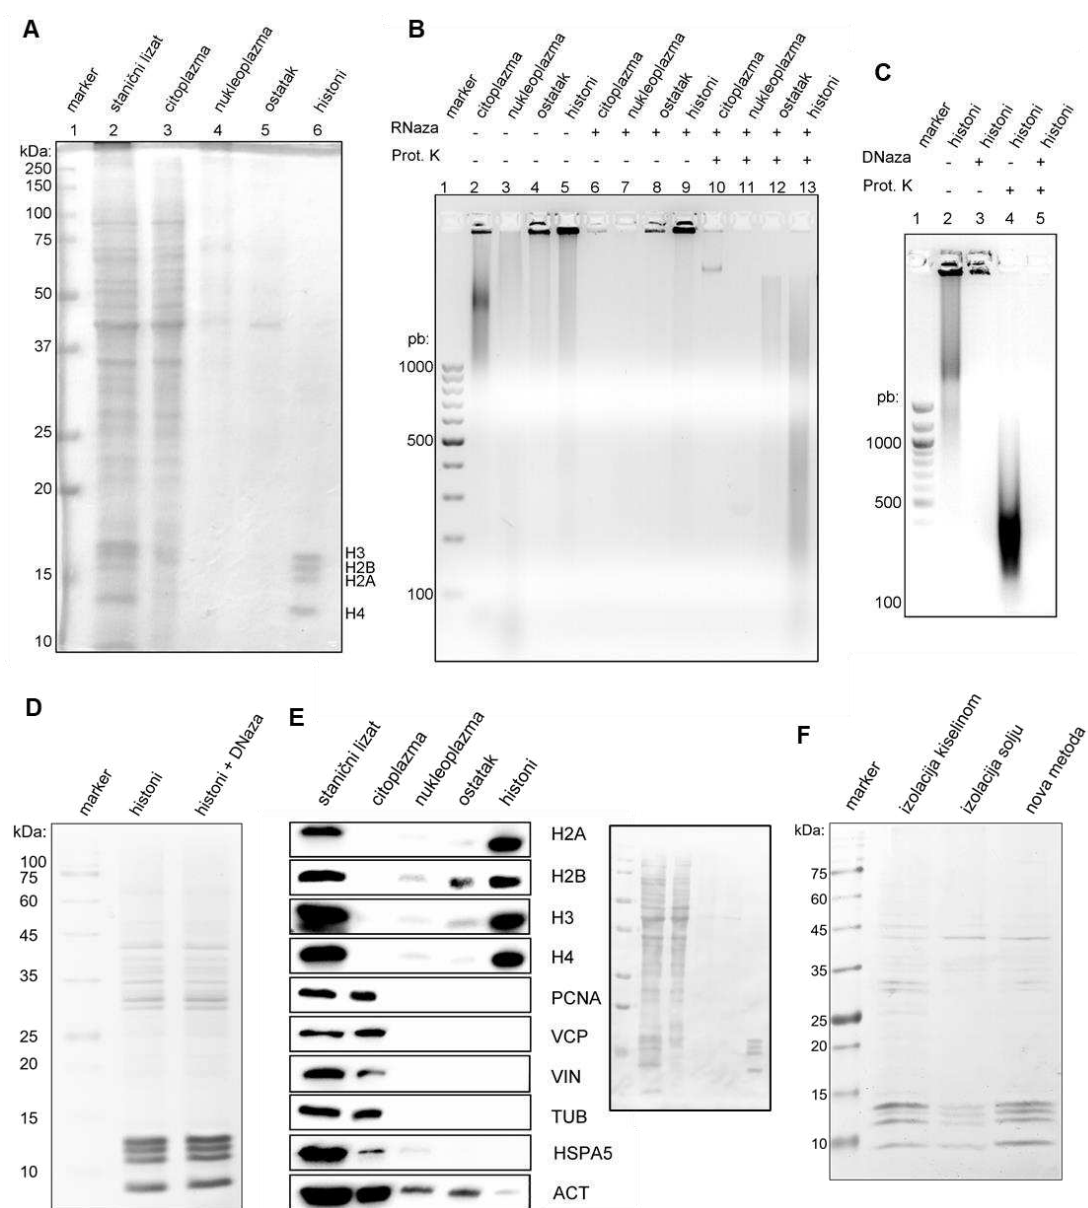 A
marker
stanični lizat
citoplazma
nukleoplazma
ostatak
histoni
1 2 3 4 5 6
kDa:
250
150
100
75
50
37
25
20
15
10
H3
H2B
H2A
H4
B
marker
citoplazma
nukleoplazma
ostatak
histoni
citoplazma
nukleoplazma
ostatak
histoni
citoplazma
nukleoplazma
ostatak
histoni
RNaza - - - - + + + + + + + +
Prot. K - - - - - - - - + + + +
1 2 3 4 5 6 7 8 9 10 11 12 13
pb:
1000
500
100
C
marker
histoni
histoni
histoni
histoni
DNaza - + - +
Prot. K - - + +
1 2 3 4 5
pb:
1000
500
100
D
marker
histoni
histoni + DNaza
kDa:
100
75
60
45
35
25
20
15
10
E
stanični lizat
citoplazma
nukleoplazma
ostatak
histoni
H2A
H2B
H3
H4
PCNA
VCP
VIN
TUB
HSPA5
ACT
F
marker
izolacija kiselinom
izolacija solju
nova metoda
kDa:
75
60
45
35
25
20
15
10